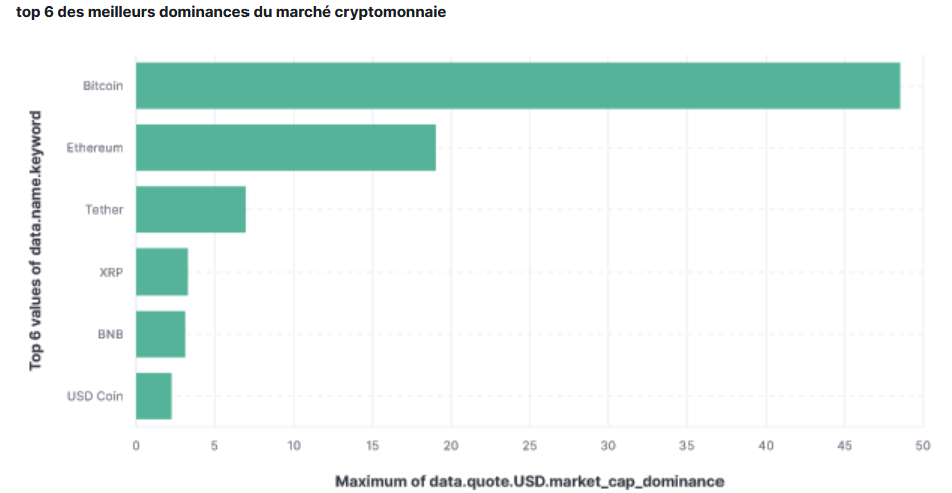 top 6 des meilleurs dominances du marché cryptomonnaie
Top 6 values of data.name.keyword
Bitcoin
Ethereum
Tether
XRP
BNB
USD Coin
0 5 10 15 20 25 30 35 40 45 50
Maximum of data.quote.USD.market_cap_dominance